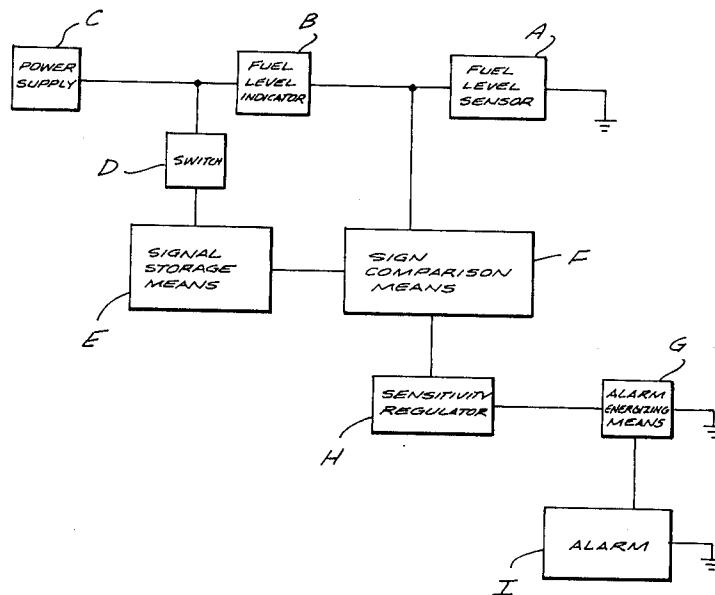 C
B
A
POWER
SUPPLY
FUEL
LEVEL
INDICATOR
FUEL
LEVEL
SENSOR
D
SWITCH
SIGNAL
STORAGE
MEANS
SIGN
COMPARISON
MEANS
F
E
G
SENSITIVITY
REGULATOR
ALARM
ENERGIZING
MEANS
H
ALARM
I